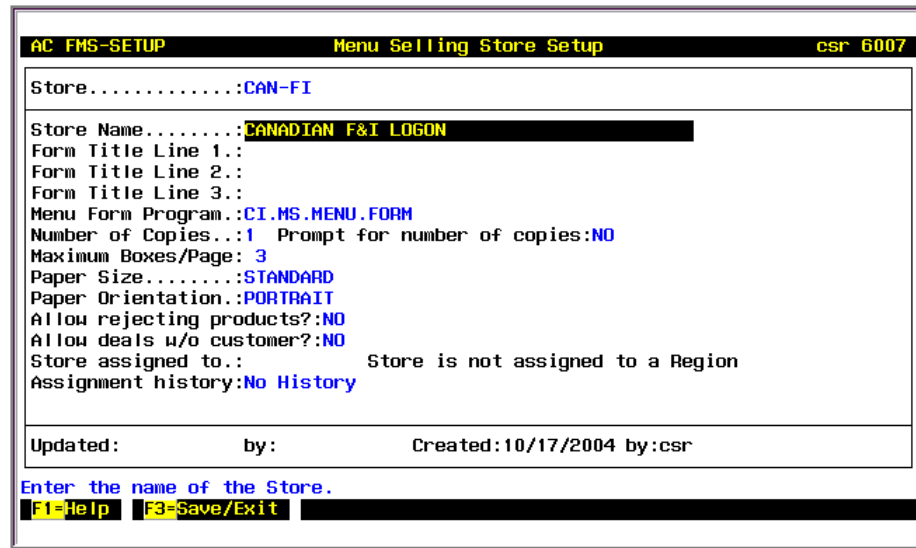 AC FMS-SETUP Menu Selling Store Setup csr 6007
Store.............:CAN-FI
Store Name........:CANADIAN F&I LOGON
Form Title Line 1.:
Form Title Line 2.:
Form Title Line 3.:
Menu Form Program.:CI.MS.MENU.FORM
Number of Copies..:1 Prompt for number of copies:NO
Maximum Boxes/Page: 3
Paper Size........:STANDARD
Paper Orientation.:PORTRAIT
Allow rejecting products?:NO
Allow deals w/o customer?:NO
Store assigned to.: Store is not assigned to a Region
Assignment history:No History
Updated: by: Created:10/17/2004 by:csr
Enter the name of the Store.
F1=Help F3=Save/Exit